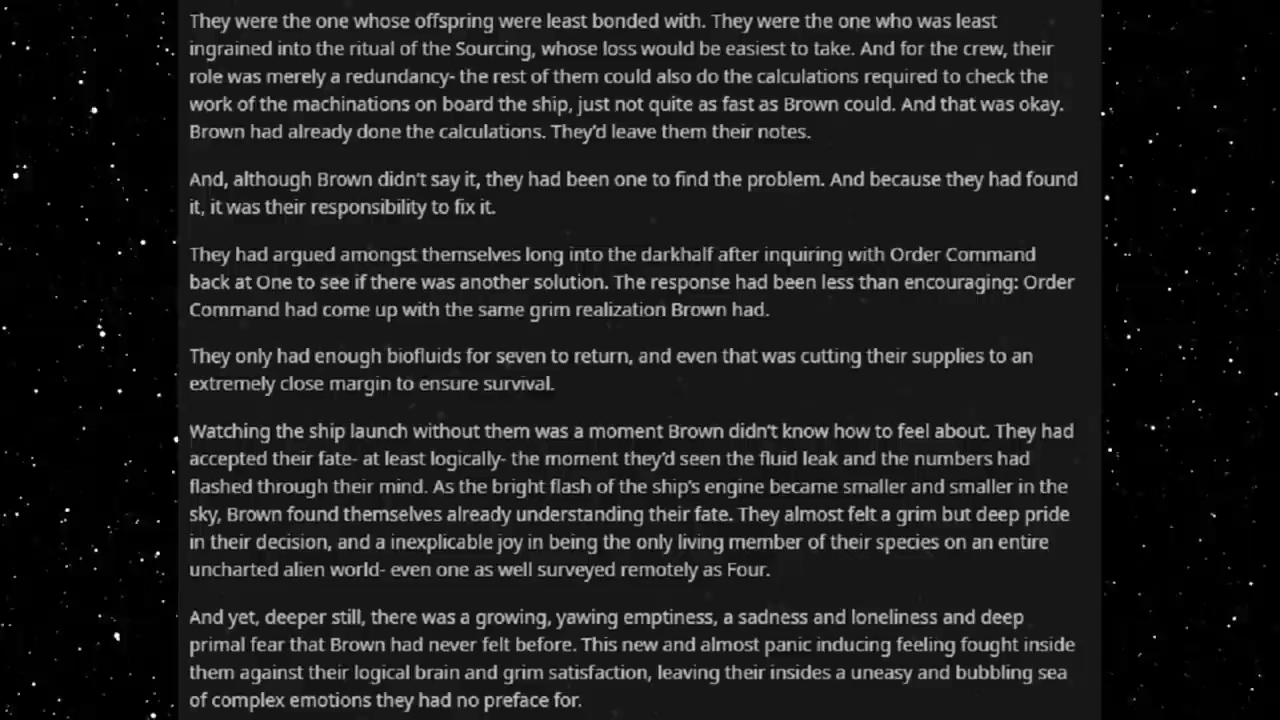 They were the one whose offspring were least bonded with. They were the one who was least
ingrained into the ritual of the Sourcing, whose loss would be easiest to take. And for the crew, their
role was merely a redundancy- the rest of them could also do the calculations required to check the
work of the machinations on board the ship, just not quite as fast as Brown could. And that was okay.
Brown had already done the calculations. They'd leave them their notes.
And, although Brown didn't say it, they had been one to find the problem. And because they had found
it, it was their responsibility to fix it.
They had argued amongst themselves long into the darkhalf after inquiring with Order Command
back at One to see if there was another solution. The response had been less than encouraging: Order
Command had come up with the same grim realization Brown had.
They only had enough biofluids for seven to return, and even that was cutting their supplies to an
extremely close margin to ensure survival.
Watching the ship launch without them was a moment Brown didn't know how to feel about. They had
accepted their fate- at least logically- the moment they'd seen the fluid leak and the numbers had
flashed through their mind. As the bright flash of the ship's engine became smaller and smaller in the
sky, Brown found themselves already understanding their fate. They almost felt a grim but deep pride
in their decision, and a inexplicable joy in being the only living member of their species on an entire
uncharted alien world- even one as well surveyed remotely as Four.
And yet, deeper still, there was a growing, yawing emptiness, a sadness and loneliness and deep
primal fear that Brown had never felt before. This new and almost panic inducing feeling fought inside
them against their logical brain and grim satisfaction, leaving their insides a uneasy and bubbling sea
of complex emotions they had no preface for.